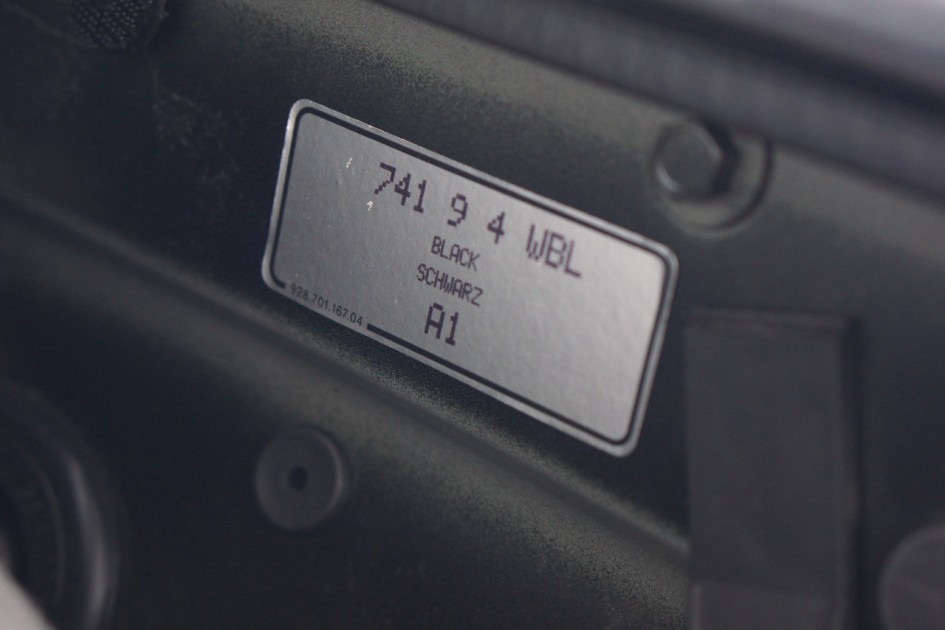 741 9 4 WBL
BLACK
SCHWARZ
A1
928.701.167.04